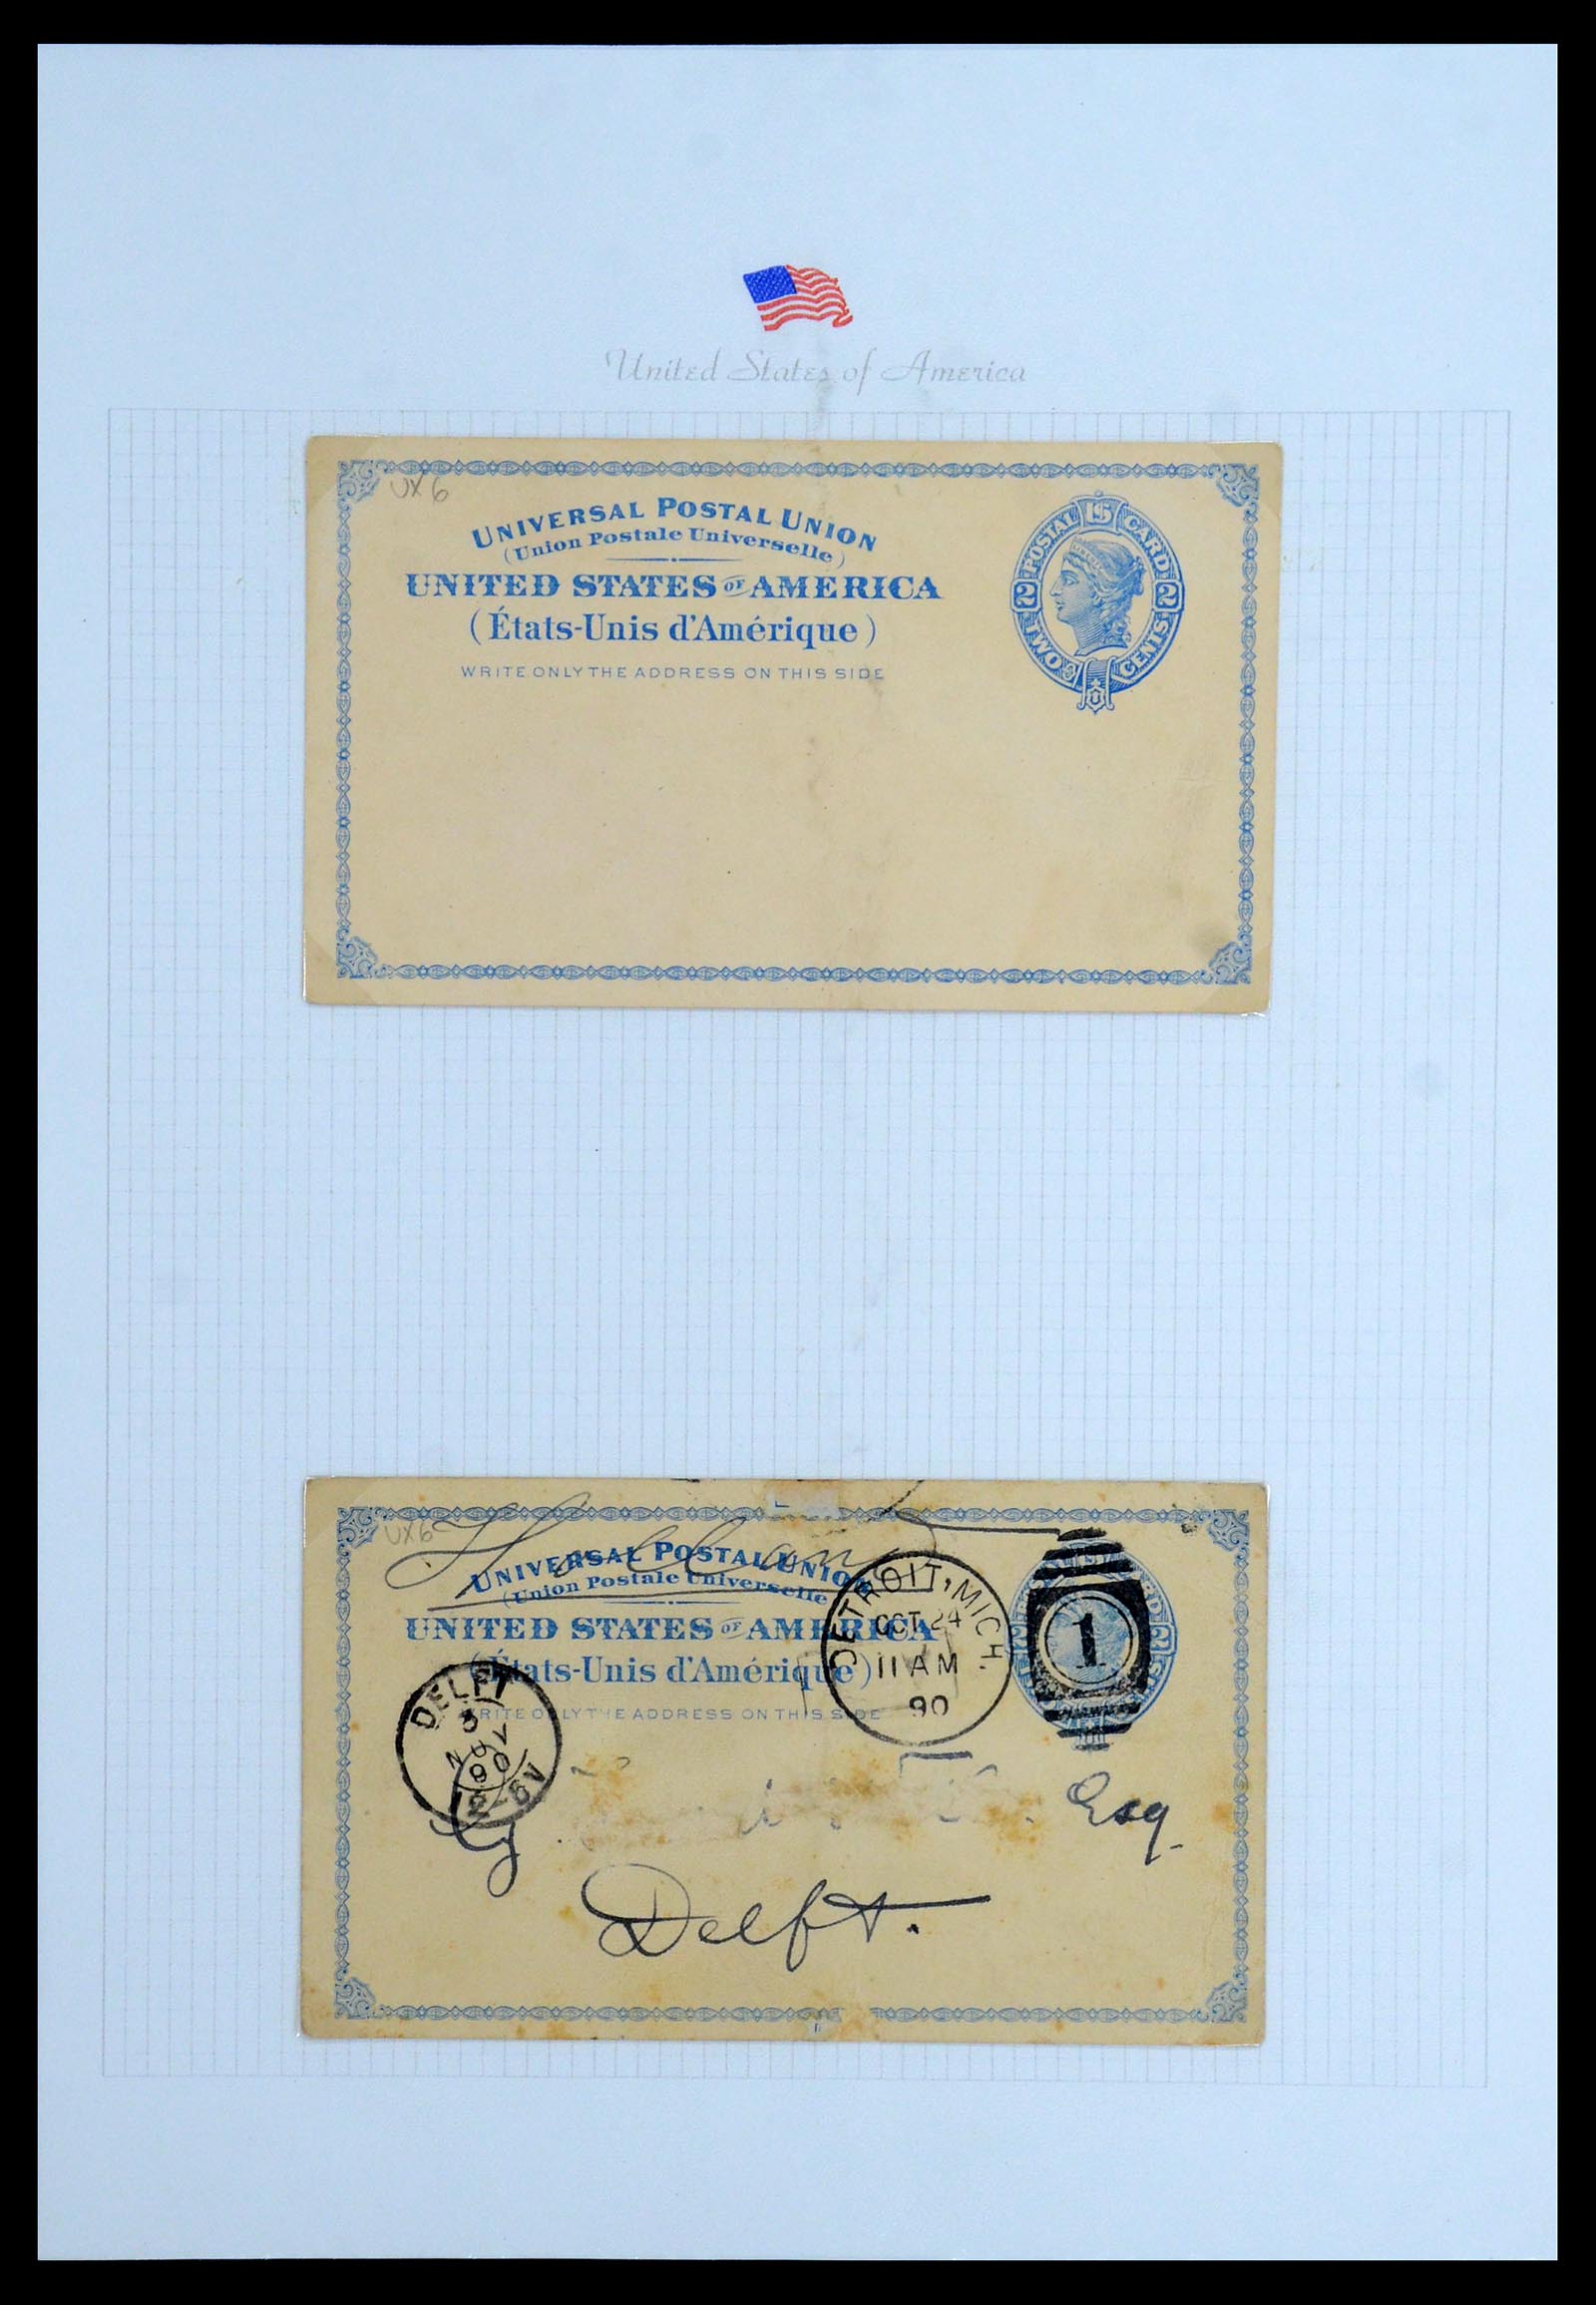 United States of America
UX6
UNIVERSAL POSTAL UNION
(Union Postale Universelle)
UNITED STATES OF AMERICA
(États-Unis d'Amérique)
WRITE ONLY THE ADDRESS ON THIS SIDE
POSTAL US CARD
2 2
TWO CENTS
UX6
Holland
UNIVERSAL POSTAL UNION
(Union Postale Universelle
UNITED STATES OF AMERICA
(États-Unis d'Amérique)
WRITE ONLY THE ADDRESS ON THIS SIDE
DETROIT, MICH.
OCT 24
11 AM
90
1
DELFT
3
NOV
90
Esq.
Delft.